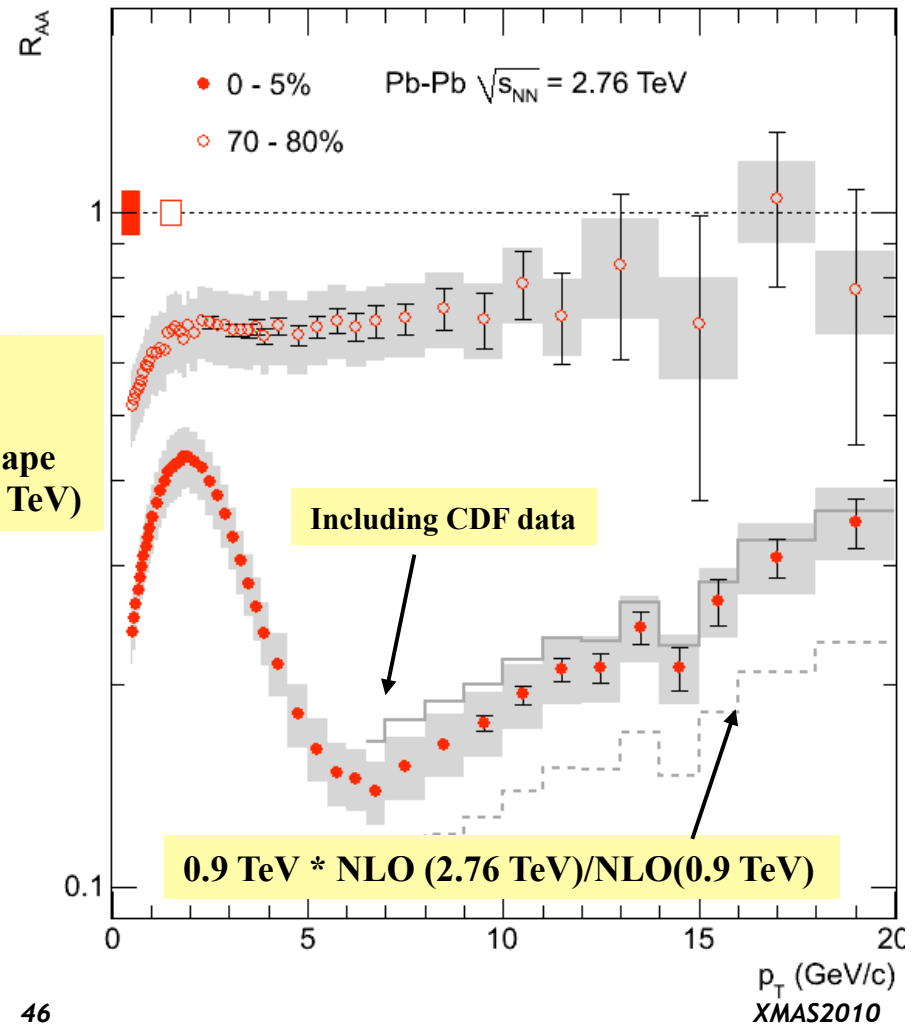 R_AA
0 - 5% Pb-Pb √s_NN = 2.76 TeV
70 - 80%
1
ape
TeV)
Including CDF data
0.9 TeV * NLO (2.76 TeV)/NLO(0.9 TeV)
0.1
0 5 10 15 20
p_T (GeV/c)
46 XMAS2010